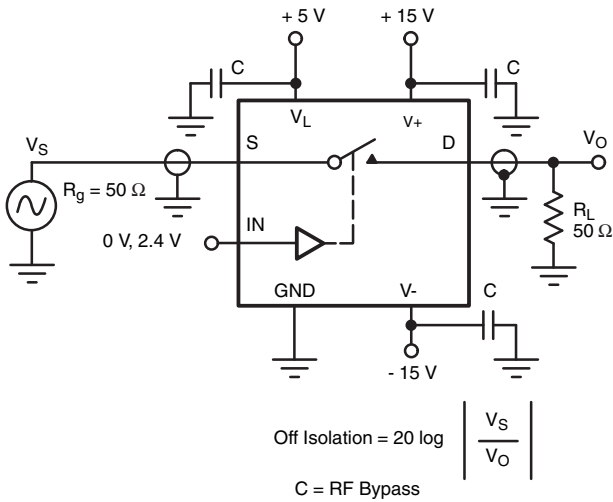 + 5 V
+ 15 V
C
C
V_L
V+
V_S
S
D
V_O
R_g = 50 Ω
R_L
50 Ω
IN
0 V, 2.4 V
GND
V-
C
- 15 V
Off Isolation = 20 log | V_S / V_O |
C = RF Bypass